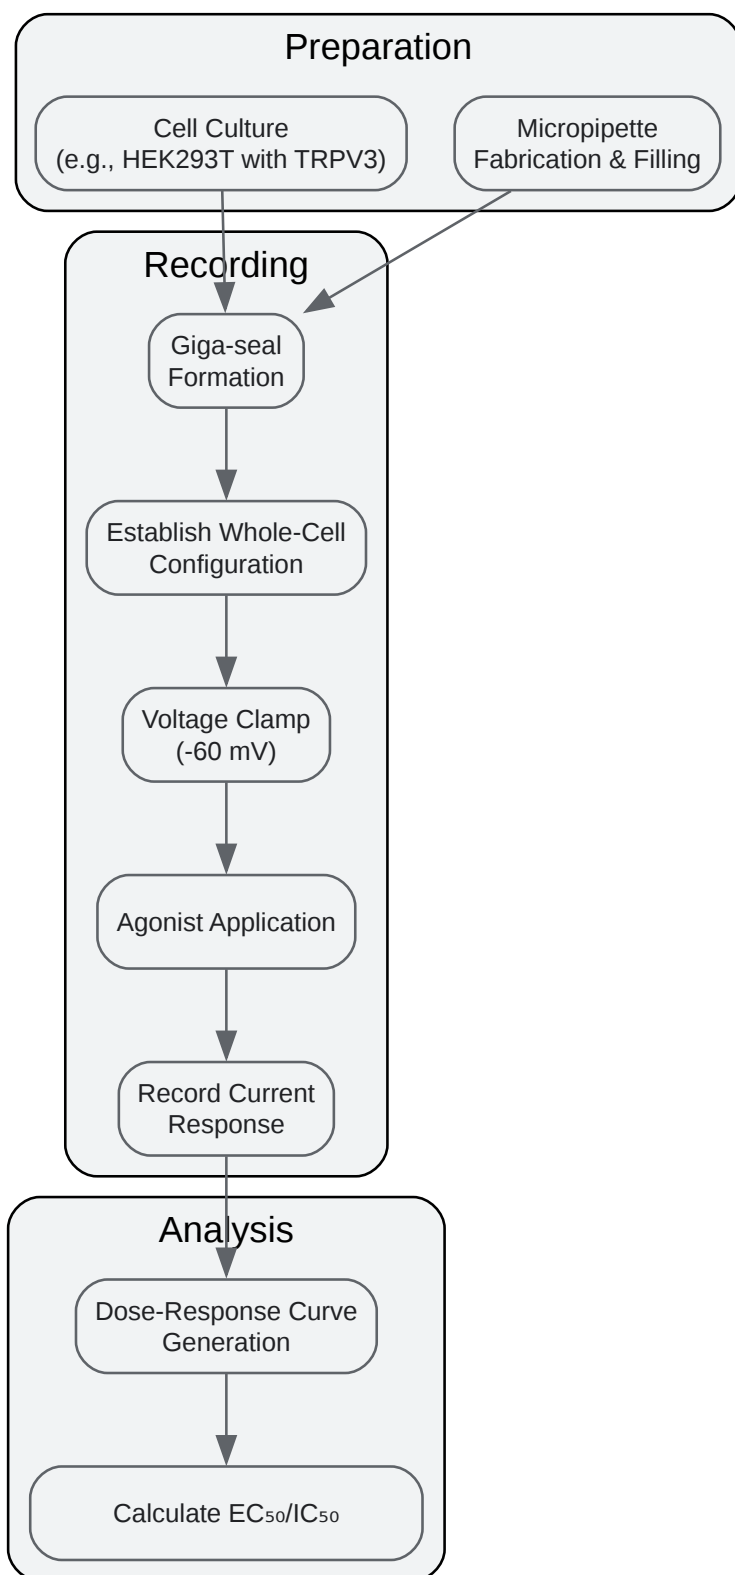 Preparation
Cell Culture
(e.g., HEK293T with TRPV3)
Micropipette
Fabrication & Filling
Recording
Giga-seal
Formation
Establish Whole-Cell
Configuration
Voltage Clamp
(-60 mV)
Agonist Application
Record Current
Response
Analysis
Dose-Response Curve
Generation
Calculate EC₅₀/IC₅₀